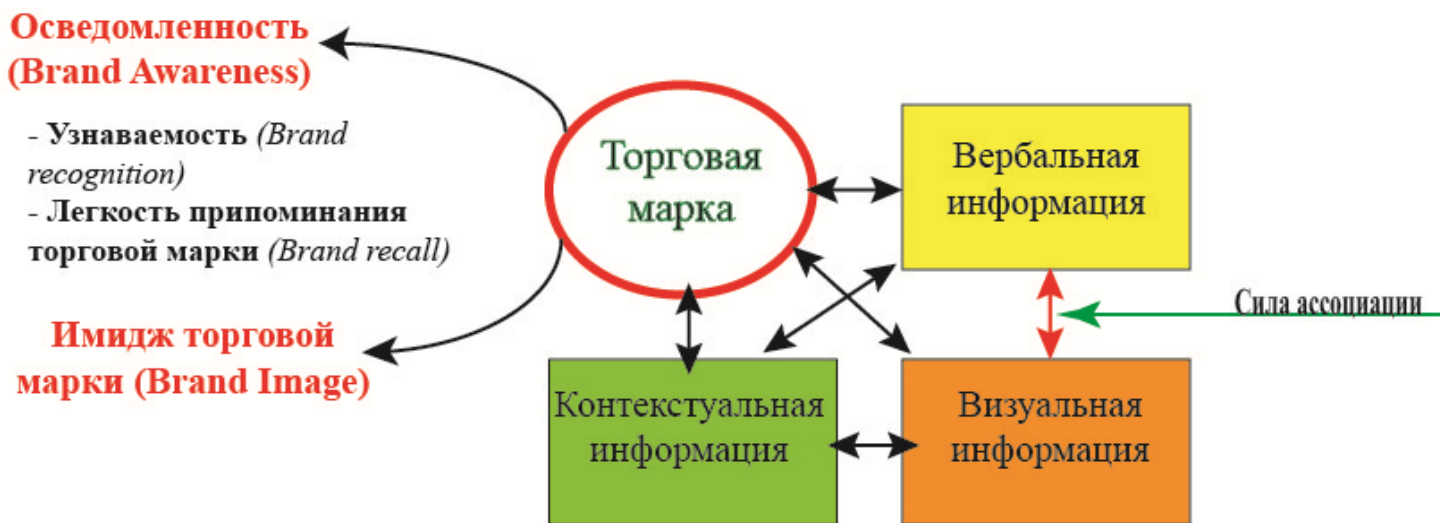 Осведомленность
(Brand Awareness)
- Узнаваемость (Brand
recognition)
- Легкость припоминания
торговой марки (Brand recall)
Имидж торговой
марки (Brand Image)
Торговая
марка
Вербальная
информация
Сила ассоциации
Контекстуальная
информация
Визуальная
информация